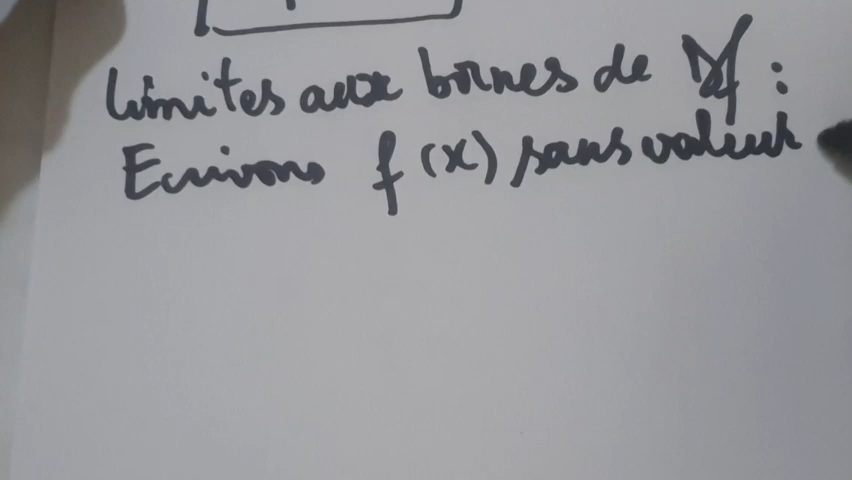 Limites aux bornes de Df :
Ecrivons f(x) sans valeur